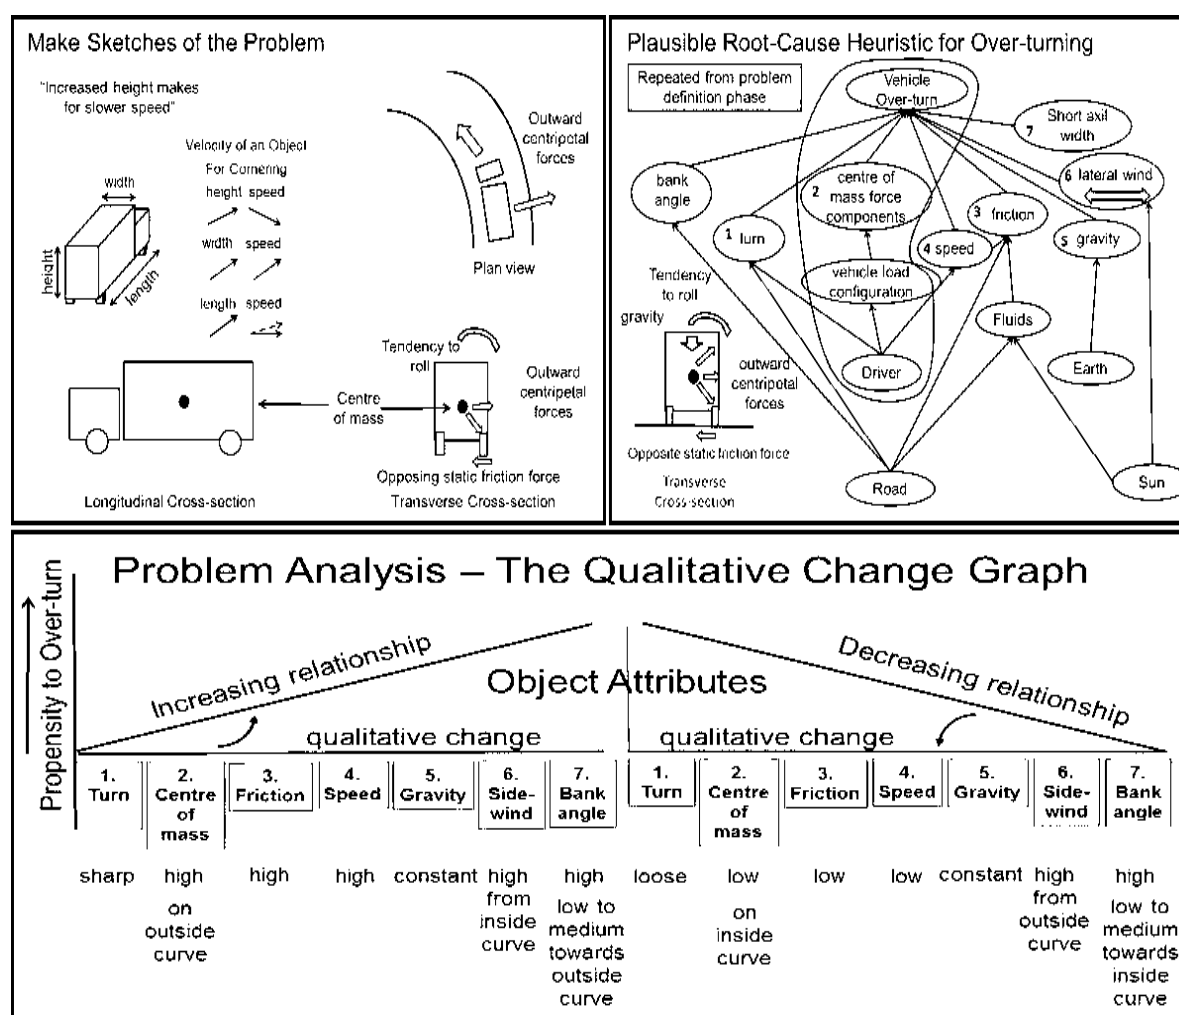 Make Sketches of the Problem
"Increased height makes
for slower speed"
Velocity of an Object
For Cornering
height speed
width speed
length speed
width
height
length
Outward
centripetal
forces
Plan view
Tendency to
roll
Centre
of mass
Outward
centripetal
forces
Opposing static friction force
Longitudinal Cross-section
Transverse Cross-section
Plausible Root-Cause Heuristic for Over-turning
Repeated from problem
definition phase
Vehicle
Over-turn
7 Short axil
width
6 lateral wind
bank
angle
2 centre of
mass force
components
3 friction
1 turn
4 speed
5 gravity
vehicle load
configuration
Fluids
Driver
Earth
Road
Sun
Tendency
to roll
gravity
outward
centripetal
forces
Opposite static friction force
Transverse
Cross-section
Problem Analysis – The Qualitative Change Graph
Propensity to Over-turn
Increasing relationship
Decreasing relationship
Object Attributes
qualitative change
qualitative change
1. Turn
2. Centre of mass
3. Friction
4. Speed
5. Gravity
6. Side-wind
7. Bank angle
1. Turn
2. Centre of mass
3. Friction
4. Speed
5. Gravity
6. Side-wind
7. Bank angle
sharp
high on outside curve
high
high
constant
high from inside curve
high low to medium towards outside curve
loose
low on inside curve
low
low
constant
high from outside curve
high low to medium towards inside curve